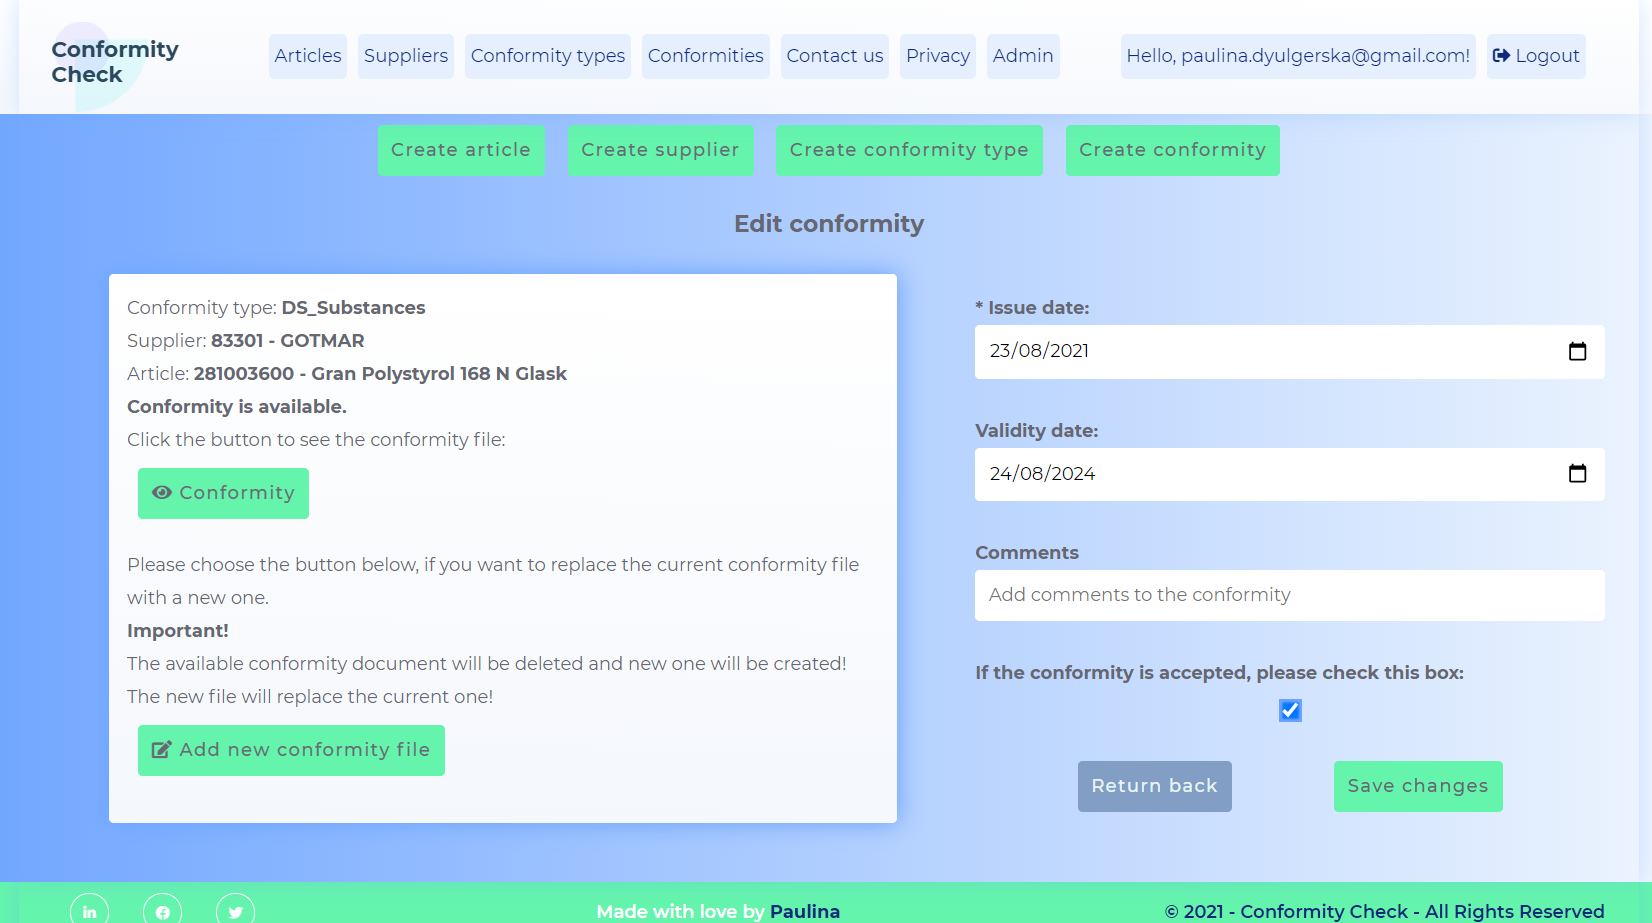 Conformity
Check
Articles
Suppliers
Conformity types
Conformities
Contact us
Privacy
Admin
Hello, paulina.dyulgerska@gmail.com!
Logout
Create article
Create supplier
Create conformity type
Create conformity
Edit conformity
Conformity type: DS_Substances
Supplier: 83301 - GOTMAR
Article: 281003600 - Gran Polystyrol 168 N Glask
Conformity is available.
Click the button to see the conformity file:
Conformity
Please choose the button below, if you want to replace the current conformity file
with a new one.
Important!
The available conformity document will be deleted and new one will be created!
The new file will replace the current one!
Add new conformity file
* Issue date:
23/08/2021
Validity date:
24/08/2024
Comments
Add comments to the conformity
If the conformity is accepted, please check this box:
Return back
Save changes
in
Made with love by Paulina
© 2021 - Conformity Check - All Rights Reserved